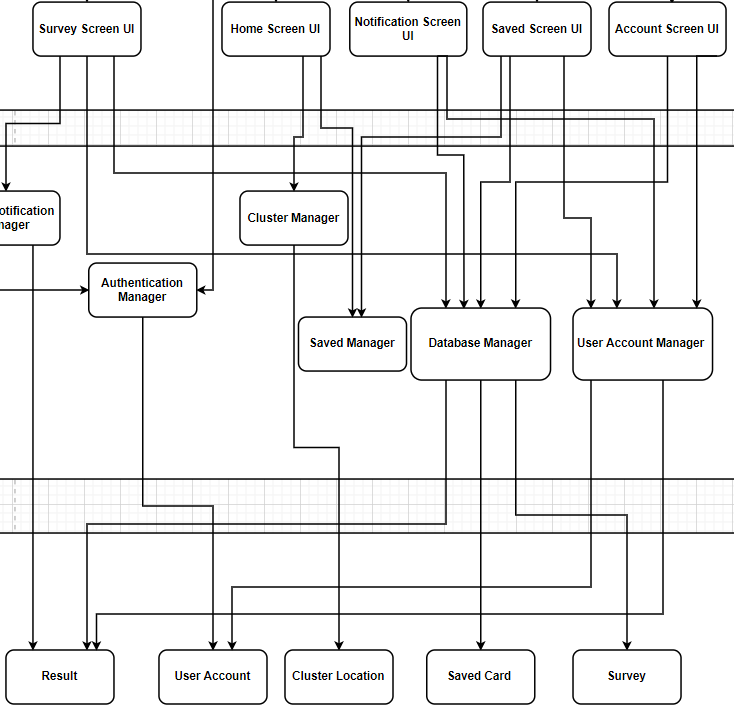 Survey Screen UI
Home Screen UI
Notification Screen
UI
Saved Screen UI
Account Screen UI
otification
nager
Cluster Manager
Authentication
Manager
Saved Manager
Database Manager
User Account Manager
Result
User Account
Cluster Location
Saved Card
Survey